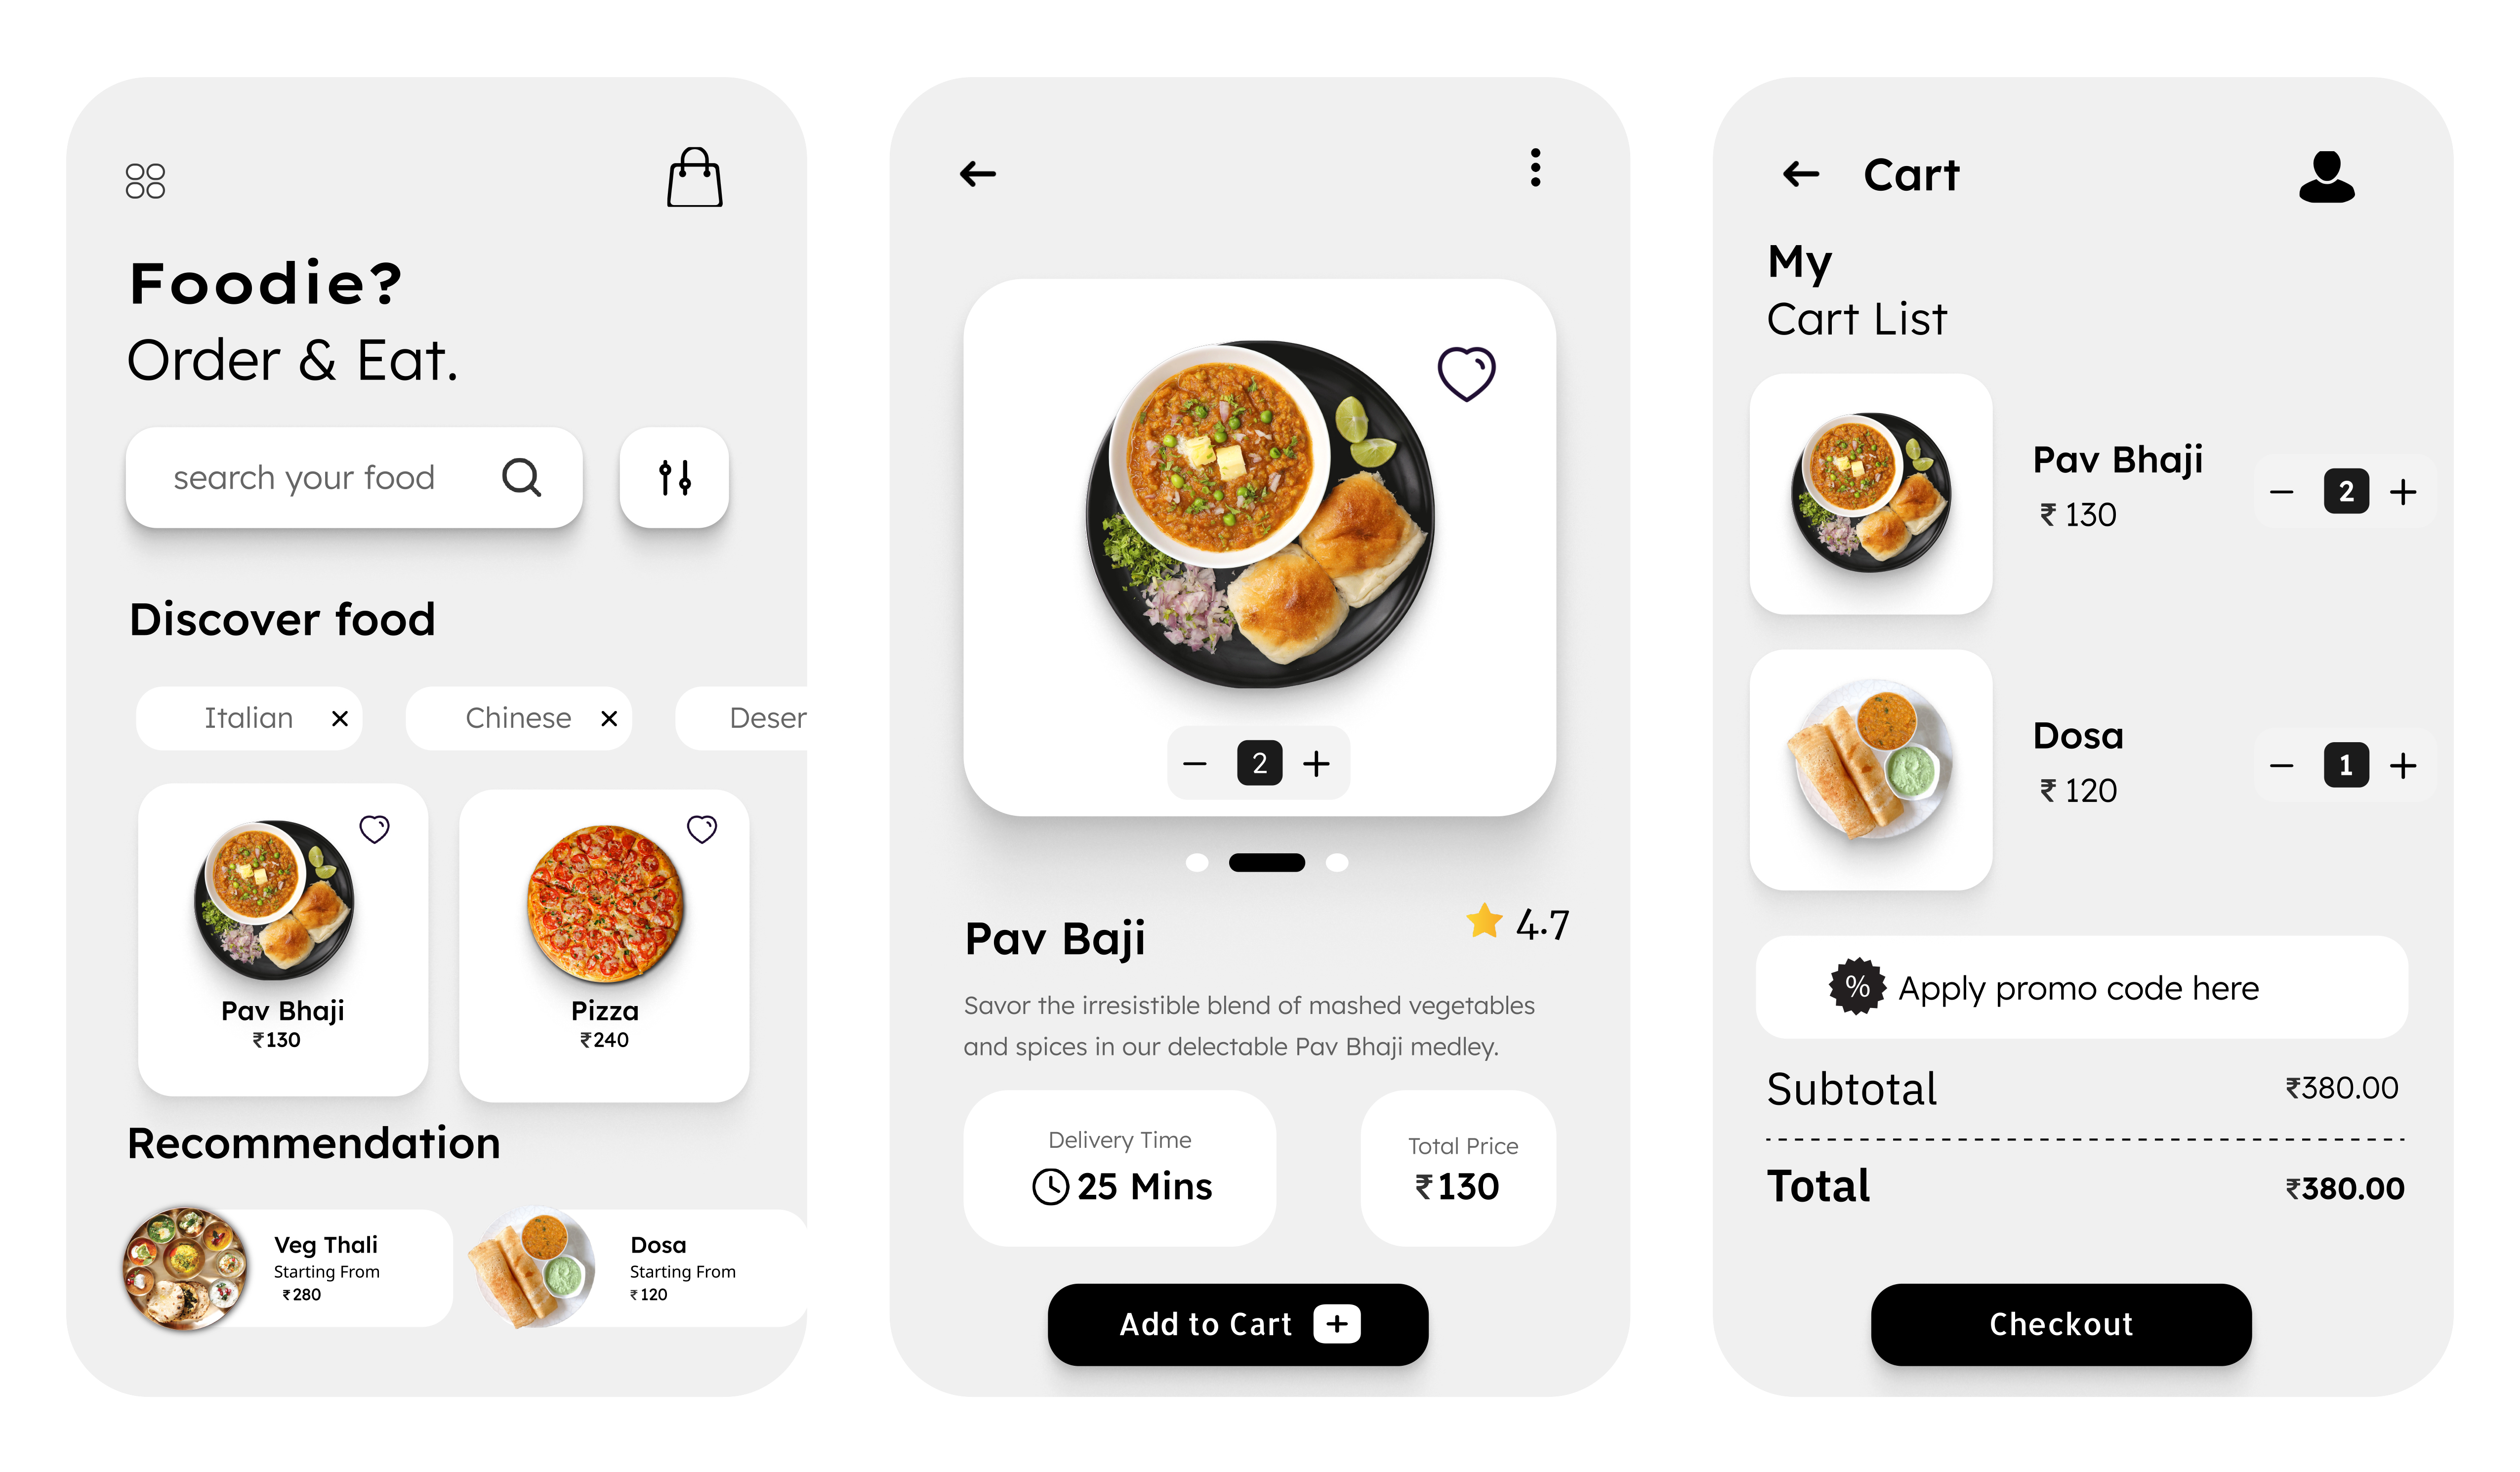 Foodie?
Order & Eat.
search your food
Discover food
Italian
Chinese
Deser
Pav Bhaji
₹130
Pizza
₹240
Recommendation
Veg Thali
Starting From
₹280
Dosa
Starting From
₹120
2
Pav Baji
4.7
Savor the irresistible blend of mashed vegetables
and spices in our delectable Pav Bhaji medley.
Delivery Time
25 Mins
Total Price
₹130
Add to Cart
Cart
My
Cart List
Pav Bhaji
₹ 130
2
Dosa
₹ 120
1
% Apply promo code here
Subtotal ₹380.00
Total ₹380.00
Checkout